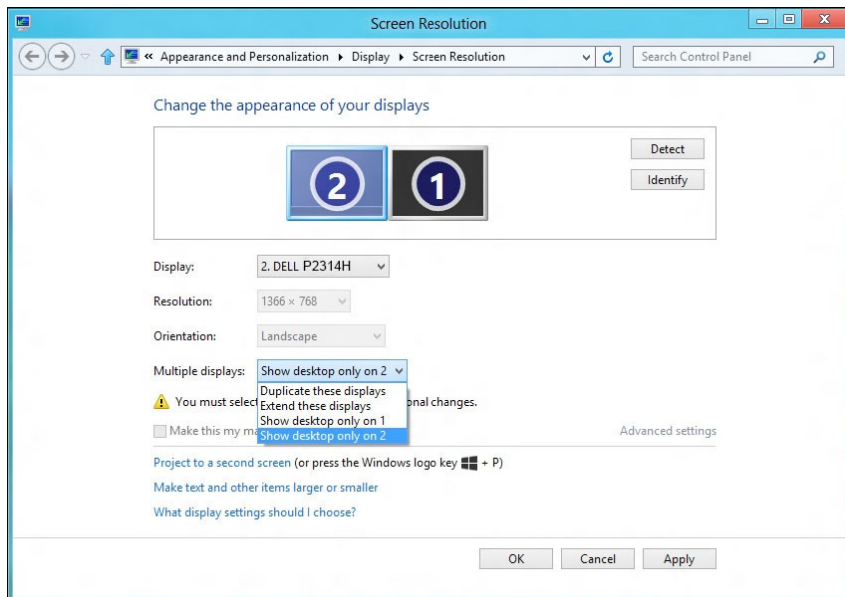 Screen Resolution
« Appearance and Personalization Display Screen Resolution
Search Control Panel
Change the appearance of your displays
2 1
Detect
Identify
Display: 2. DELL P2314H
Resolution: 1366 × 768
Orientation: Landscape
Multiple displays: Show desktop only on 2
Duplicate these displays
You must selec onal changes.
Extend these displays
Show desktop only on 1
Make this my m Advanced settings
Show desktop only on 2
Project to a second screen (or press the Windows logo key + P)
Make text and other items larger or smaller
What display settings should I choose?
OK Cancel Apply